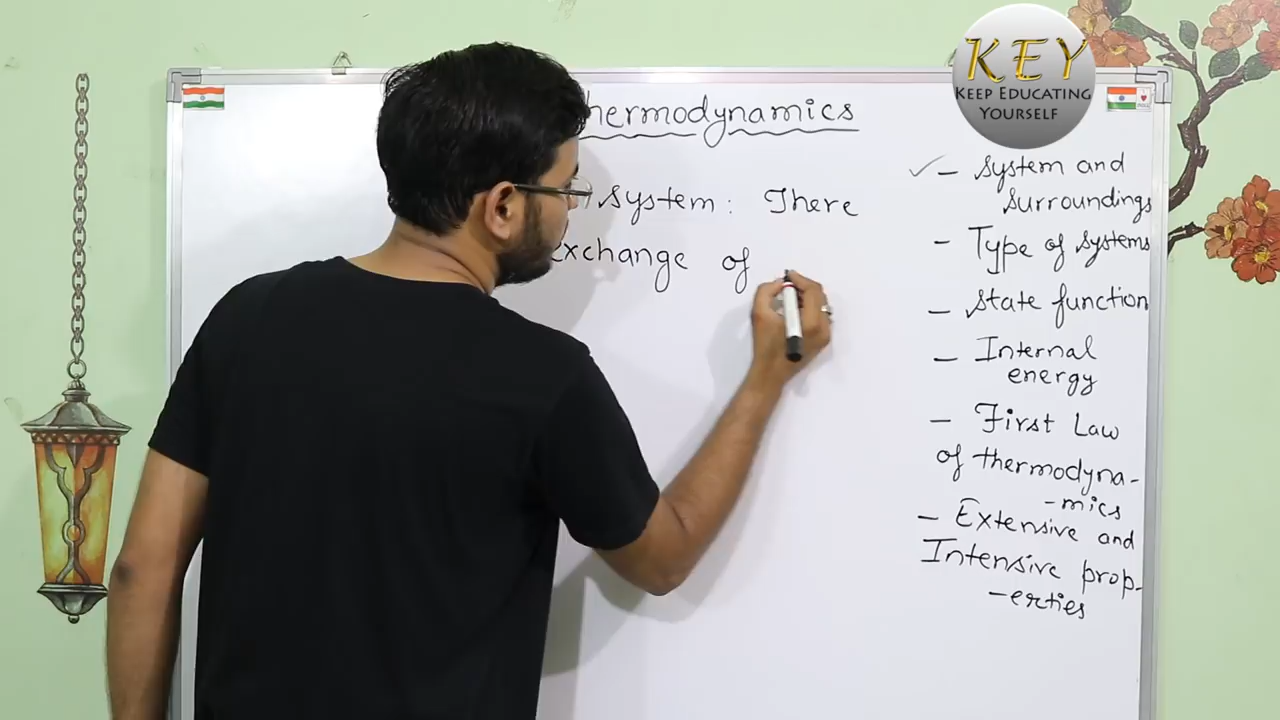 KEY
KEEP EDUCATING
YOURSELF
hermodynamics
system: There
exchange of
- System and
surroundings
- Type of systems
- State function
- Internal
energy
- First Law
of thermodyna-
-mics
- Extensive and
Intensive prop-
-erties